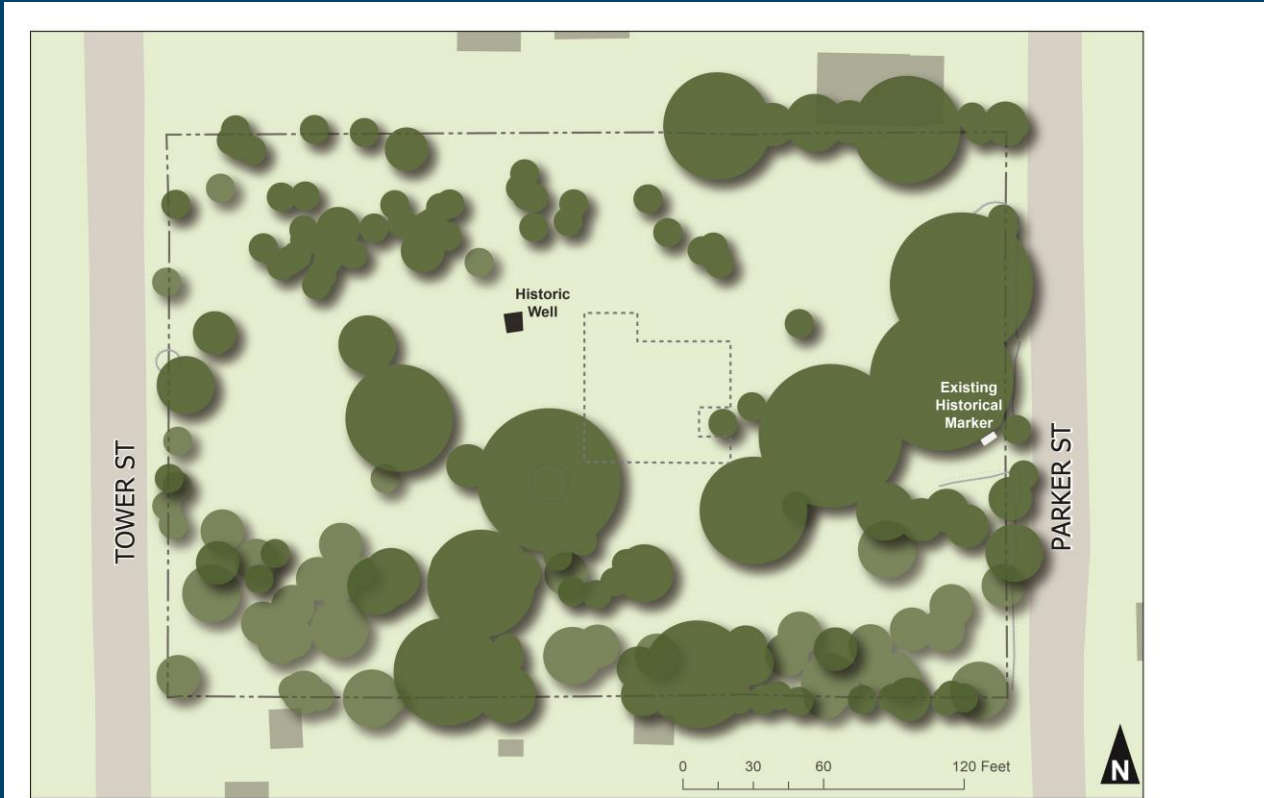 Historic
Well
Existing
Historical
Marker
TOWER ST
PARKER ST
0 30 60 120 Feet
N